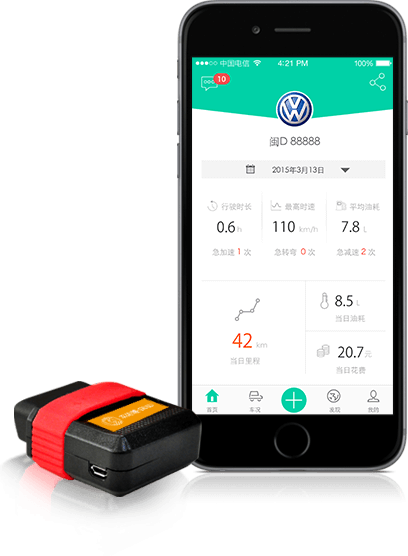 中国电信 4:21 PM 100%
10
闽D 88888
2015年3月13日
行驶时长 最高时速 平均油耗
0.6 h 110 km/h 7.8 L
急加速 1 次 急转弯 0 次 急减速 2 次
8.5 L
当日油耗
42 km
当日里程
20.7 元
当日花费
首页 车况 发现 我的